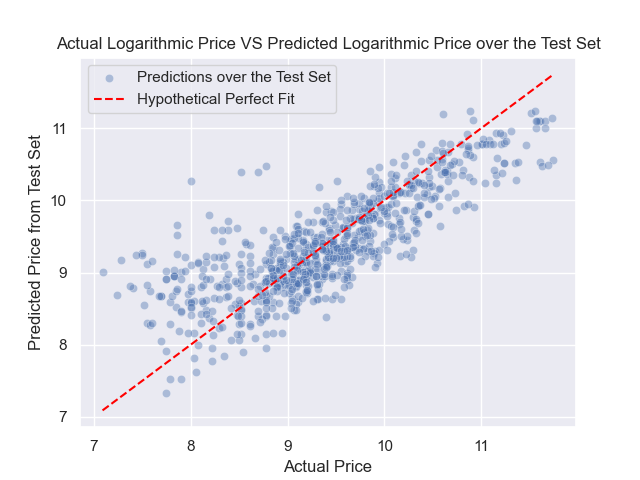 Actual Logarithmic Price VS Predicted Logarithmic Price over the Test Set
Predictions over the Test Set
Hypothetical Perfect Fit
Predicted Price from Test Set
11
10
9
8
7
7 8 9 10 11
Actual Price